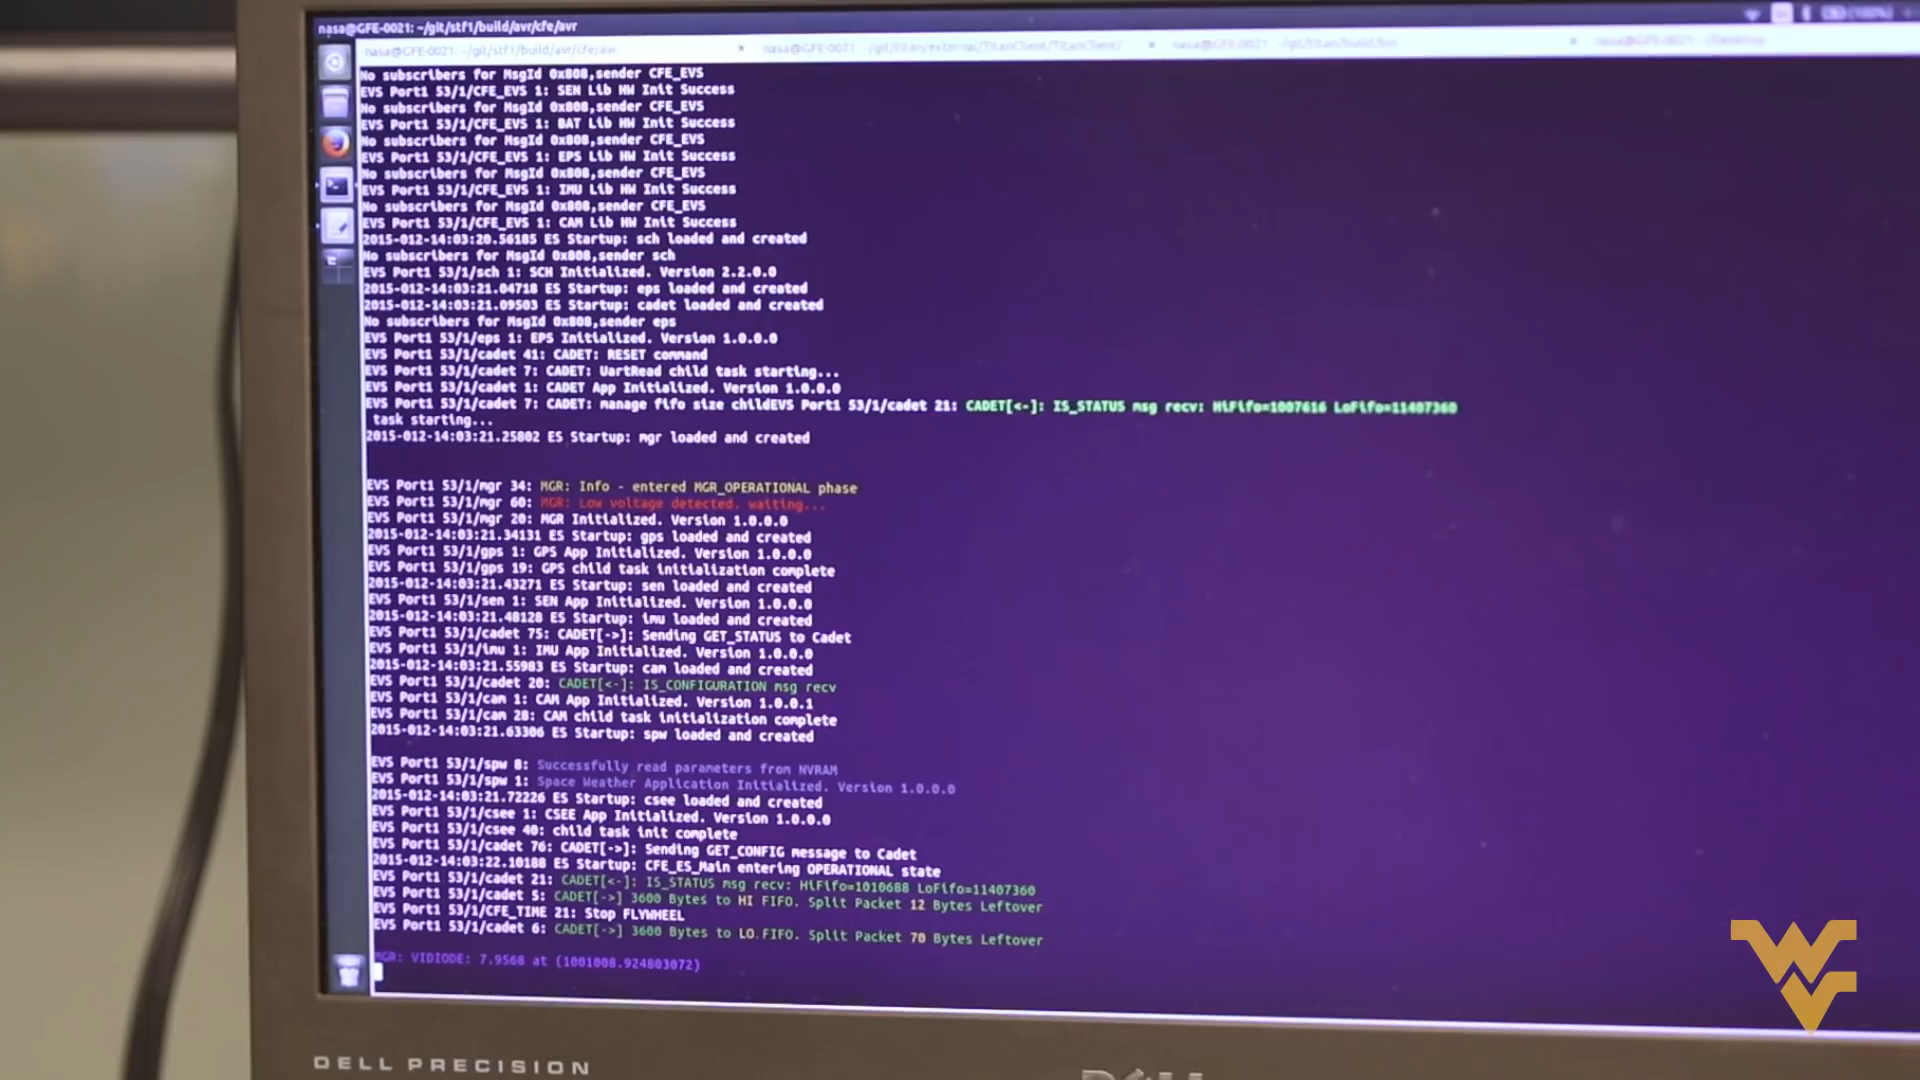 nasa@GFE-0021: ~/git/stf1/build/avr/cfe/avr
nasa@GFE-0021: ~/git/stf1/build/avr/cfe/avr
No subscribers for MsgId 0x808,sender CFE_EVS
EVS Port1 53/1/CFE_EVS 1: SEN Lib HW Init Success
No subscribers for MsgId 0x808,sender CFE_EVS
EVS Port1 53/1/CFE_EVS 1: BAT Lib HW Init Success
No subscribers for MsgId 0x808,sender CFE_EVS
EVS Port1 53/1/CFE_EVS 1: EPS Lib HW Init Success
No subscribers for MsgId 0x808,sender CFE_EVS
EVS Port1 53/1/CFE_EVS 1: IMU Lib HW Init Success
No subscribers for MsgId 0x808,sender CFE_EVS
EVS Port1 53/1/CFE_EVS 1: CAM Lib HW Init Success
2015-012-14:03:20.56185 ES Startup: sch loaded and created
No subscribers for MsgId 0x808,sender sch
EVS Port1 53/1/sch 1: SCH Initialized. Version 2.2.0.0
2015-012-14:03:21.04718 ES Startup: eps loaded and created
2015-012-14:03:21.09503 ES Startup: cadet loaded and created
No subscribers for MsgId 0x808,sender eps
EVS Port1 53/1/eps 1: EPS Initialized. Version 1.0.0.0
EVS Port1 53/1/cadet 41: CADET: RESET command
EVS Port1 53/1/cadet 7: CADET: UartRead child task starting...
EVS Port1 53/1/cadet 1: CADET App Initialized. Version 1.0.0.0
EVS Port1 53/1/cadet 7: CADET: manage fifo size childEVS Port1 53/1/cadet 21: CADET[<-]: IS_STATUS msg recv: HiFifo=1007616 LoFifo=11407360
task starting...
2015-012-14:03:21.25802 ES Startup: mgr loaded and created
EVS Port1 53/1/mgr 34: MGR: Info - entered MGR_OPERATIONAL phase
EVS Port1 53/1/mgr 60: MGR: Low voltage detected. waiting...
EVS Port1 53/1/mgr 20: MGR Initialized. Version 1.0.0.0
2015-012-14:03:21.34131 ES Startup: gps loaded and created
EVS Port1 53/1/gps 1: GPS App Initialized. Version 1.0.0.0
EVS Port1 53/1/gps 19: GPS child task initialization complete
2015-012-14:03:21.43271 ES Startup: sen loaded and created
EVS Port1 53/1/sen 1: SEN App Initialized. Version 1.0.0.0
2015-012-14:03:21.48128 ES Startup: imu loaded and created
EVS Port1 53/1/cadet 75: CADET[->]: Sending GET_STATUS to Cadet
EVS Port1 53/1/imu 1: IMU App Initialized. Version 1.0.0.0
2015-012-14:03:21.55983 ES Startup: cam loaded and created
EVS Port1 53/1/cadet 20: CADET[<-]: IS_CONFIGURATION msg recv
EVS Port1 53/1/cam 1: CAM App Initialized. Version 1.0.0.1
EVS Port1 53/1/cam 28: CAM child task initialization complete
2015-012-14:03:21.63306 ES Startup: spw loaded and created
EVS Port1 53/1/spw 8: Successfully read parameters from NVRAM
EVS Port1 53/1/spw 1: Space Weather Application Initialized. Version 1.0.0.0
2015-012-14:03:21.72226 ES Startup: csee loaded and created
EVS Port1 53/1/csee 1: CSEE App Initialized. Version 1.0.0.0
EVS Port1 53/1/csee 40: child task init complete
EVS Port1 53/1/cadet 76: CADET[->]: Sending GET_CONFIG message to Cadet
2015-012-14:03:22.10188 ES Startup: CFE_ES_Main entering OPERATIONAL state
EVS Port1 53/1/cadet 21: CADET[<-]: IS_STATUS msg recv: HiFifo=1010688 LoFifo=11407360
EVS Port1 53/1/cadet 5: CADET[->] 3600 Bytes to HI FIFO. Split Packet 12 Bytes Leftover
EVS Port1 53/1/CFE_TIME 21: Stop FLYWHEEL
EVS Port1 53/1/cadet 6: CADET[->] 3600 Bytes to LO FIFO. Split Packet 70 Bytes Leftover
MGR: VIDIODE: 7.9568 at (1001008.924803072)
DELL PRECISION
WV